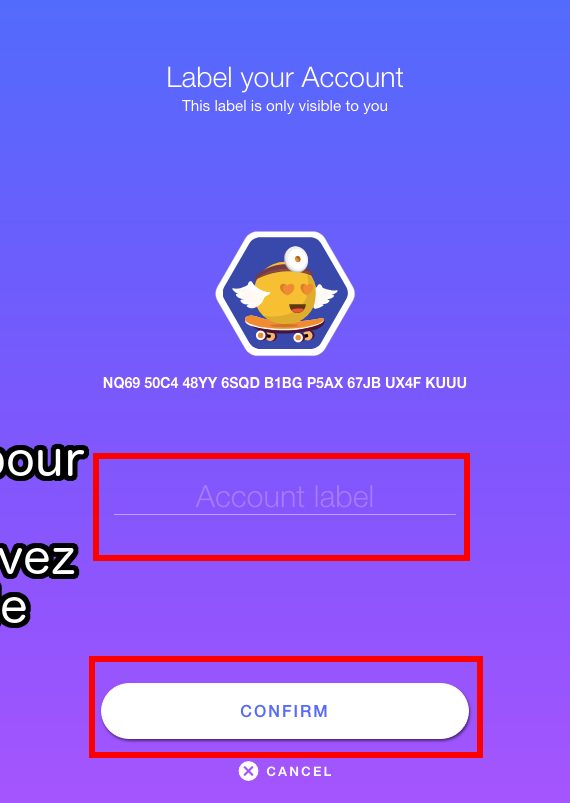 Label your Account
This label is only visible to you
NQ69 50C4 48YY 6SQD B1BG P5AX 67JB UX4F KUUU
pour
Account label
vez
le
CONFIRM
CANCEL